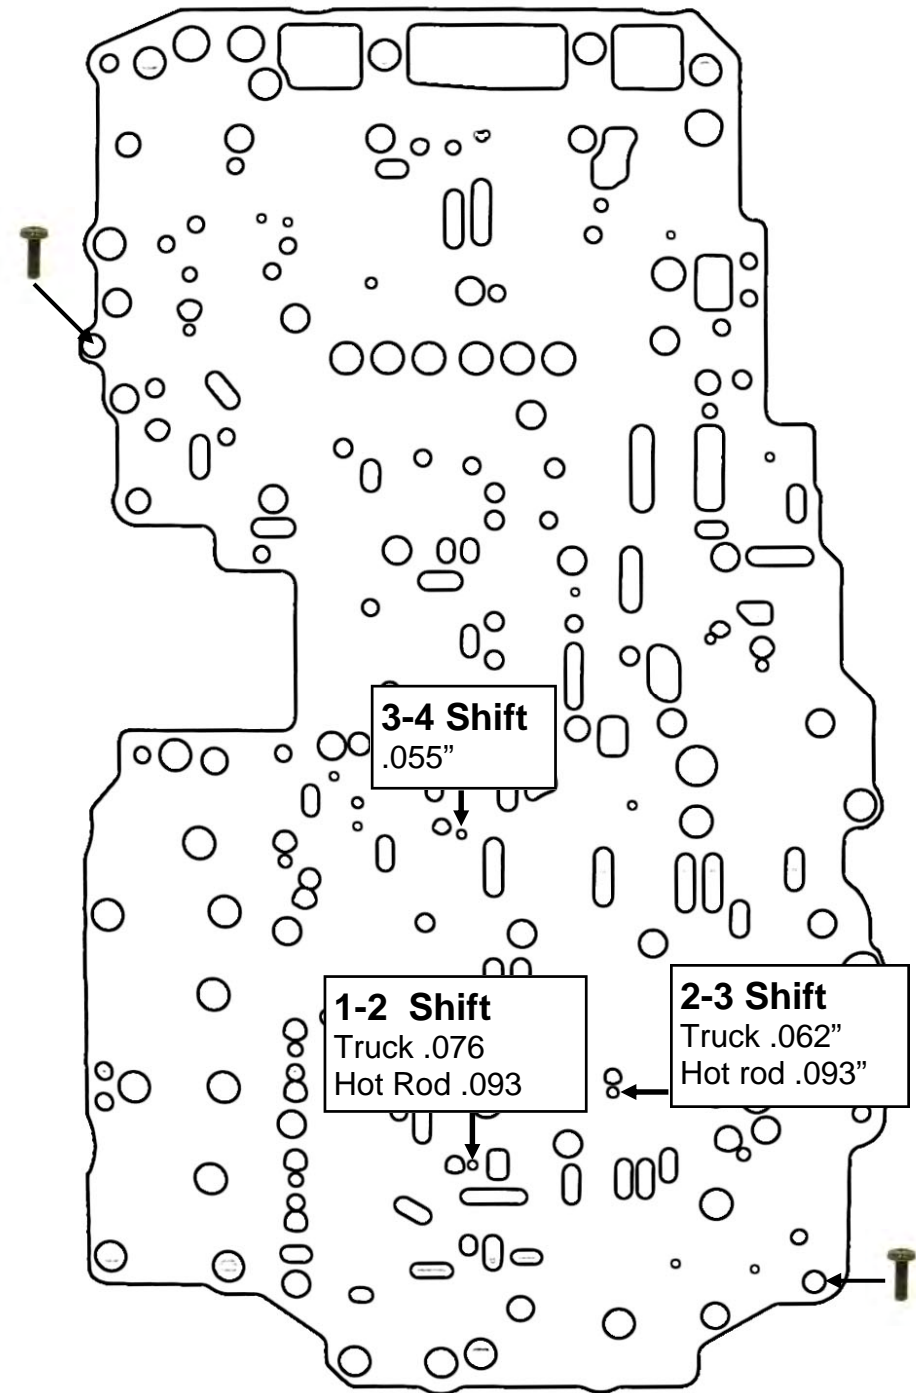 3-4 Shift
.055”
1-2 Shift
Truck .076
Hot Rod .093
2-3 Shift
Truck .062”
Hot rod .093”